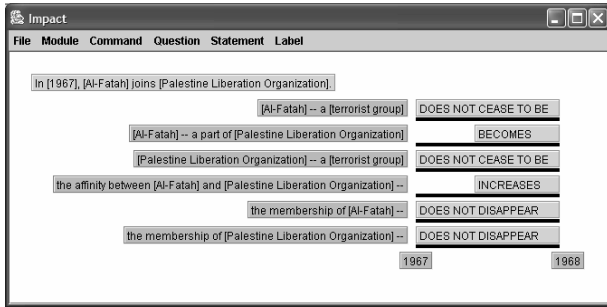 Impact
File Module Command Question Statement Label
In [1967], [Al-Fatah] joins [Palestine Liberation Organization].
[Al-Fatah] -- a [terrorist group] DOES NOT CEASE TO BE
[Al-Fatah] -- a part of [Palestine Liberation Organization] BECOMES
[Palestine Liberation Organization] -- a [terrorist group] DOES NOT CEASE TO BE
the affinity between [Al-Fatah] and [Palestine Liberation Organization] -- INCREASES
the membership of [Al-Fatah] -- DOES NOT DISAPPEAR
the membership of [Palestine Liberation Organization] -- DOES NOT DISAPPEAR
1967 1968